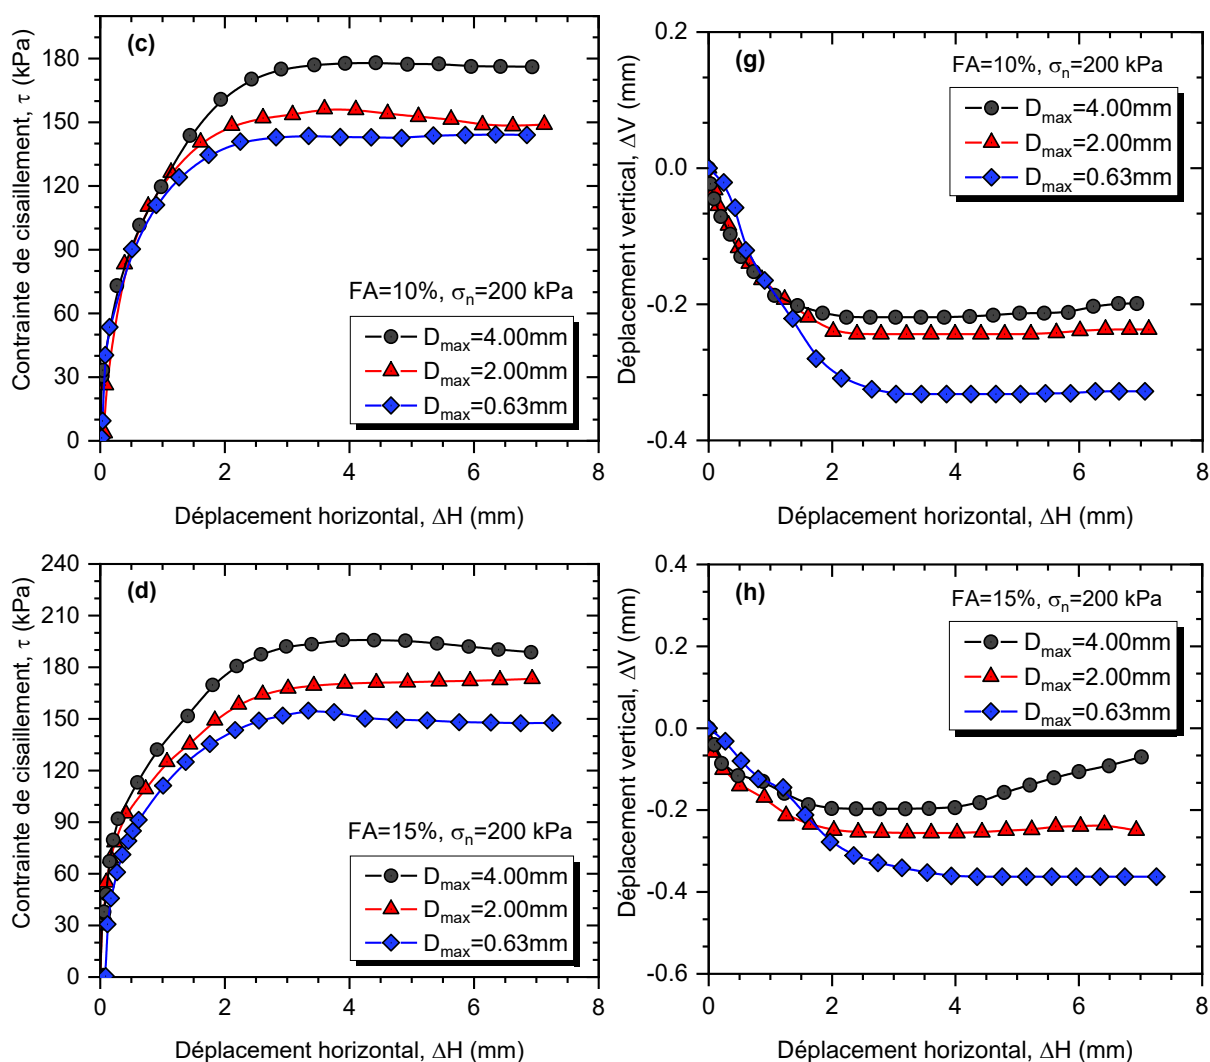 (c)
Contrainte de cisaillement, τ (kPa)
180
150
120
90
60
30
0
FA=10%, σn=200 kPa
Dmax=4.00mm
Dmax=2.00mm
Dmax=0.63mm
0 2 4 6 8
Déplacement horizontal, ΔH (mm)
(g)
Déplacement vertical, ΔV (mm)
0.2
0.0
-0.2
-0.4
FA=10%, σn=200 kPa
Dmax=4.00mm
Dmax=2.00mm
Dmax=0.63mm
0 2 4 6 8
Déplacement horizontal, ΔH (mm)
(d)
Contrainte de cisaillement, τ (kPa)
240
210
180
150
120
90
60
30
0
FA=15%, σn=200 kPa
Dmax=4.00mm
Dmax=2.00mm
Dmax=0.63mm
0 2 4 6 8
Déplacement horizontal, ΔH (mm)
(h)
Déplacement vertical, ΔV (mm)
0.4
0.2
0.0
-0.2
-0.4
-0.6
FA=15%, σn=200 kPa
Dmax=4.00mm
Dmax=2.00mm
Dmax=0.63mm
0 2 4 6 8
Déplacement horizontal, ΔH (mm)